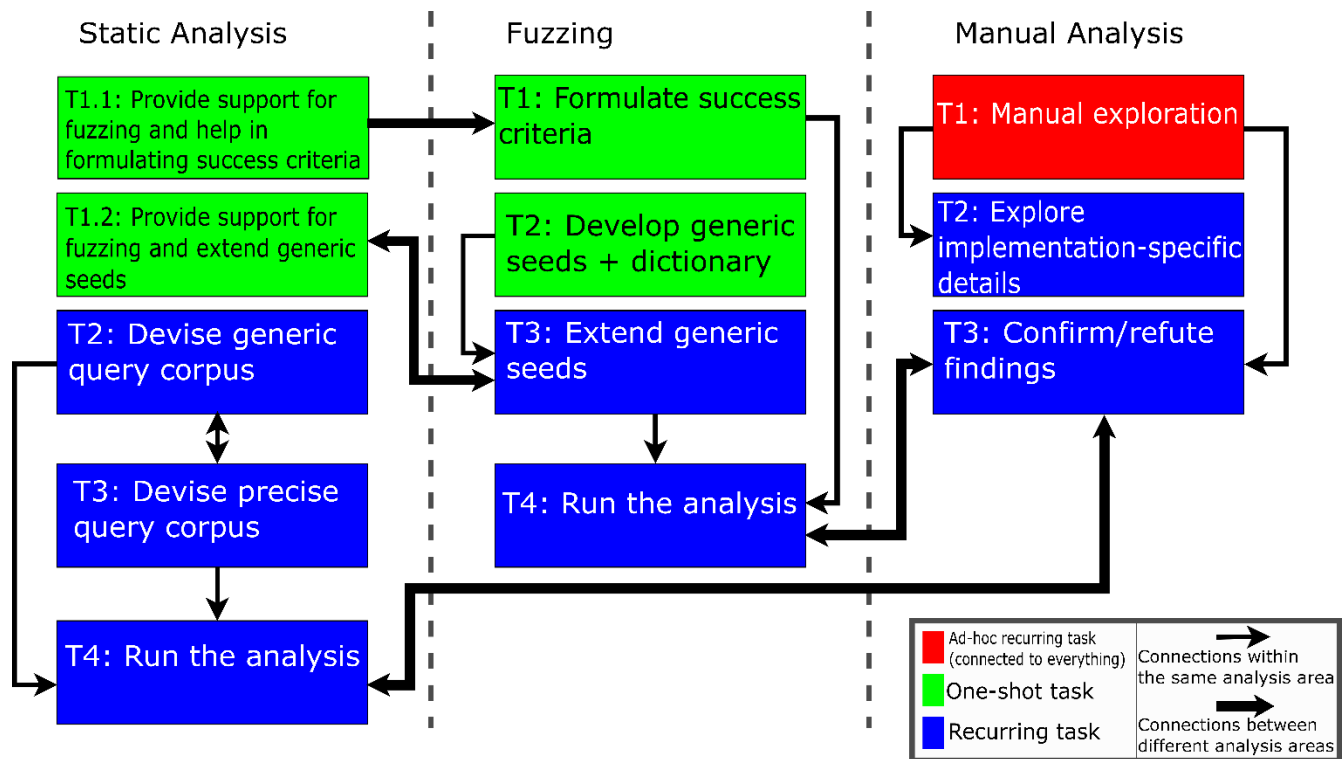 Static Analysis
T1.1: Provide support for
fuzzing and help in
formulating success criteria
T1.2: Provide support for
fuzzing and extend generic
seeds
T2: Devise generic
query corpus
T3: Devise precise
query corpus
T4: Run the analysis
Fuzzing
T1: Formulate success
criteria
T2: Develop generic
seeds + dictionary
T3: Extend generic
seeds
T4: Run the analysis
Manual Analysis
T1: Manual exploration
T2: Explore
implementation-specific
details
T3: Confirm/refute
findings
Ad-hoc recurring task
(connected to everything)
One-shot task
Recurring task
Connections within
the same analysis area
Connections between
different analysis areas